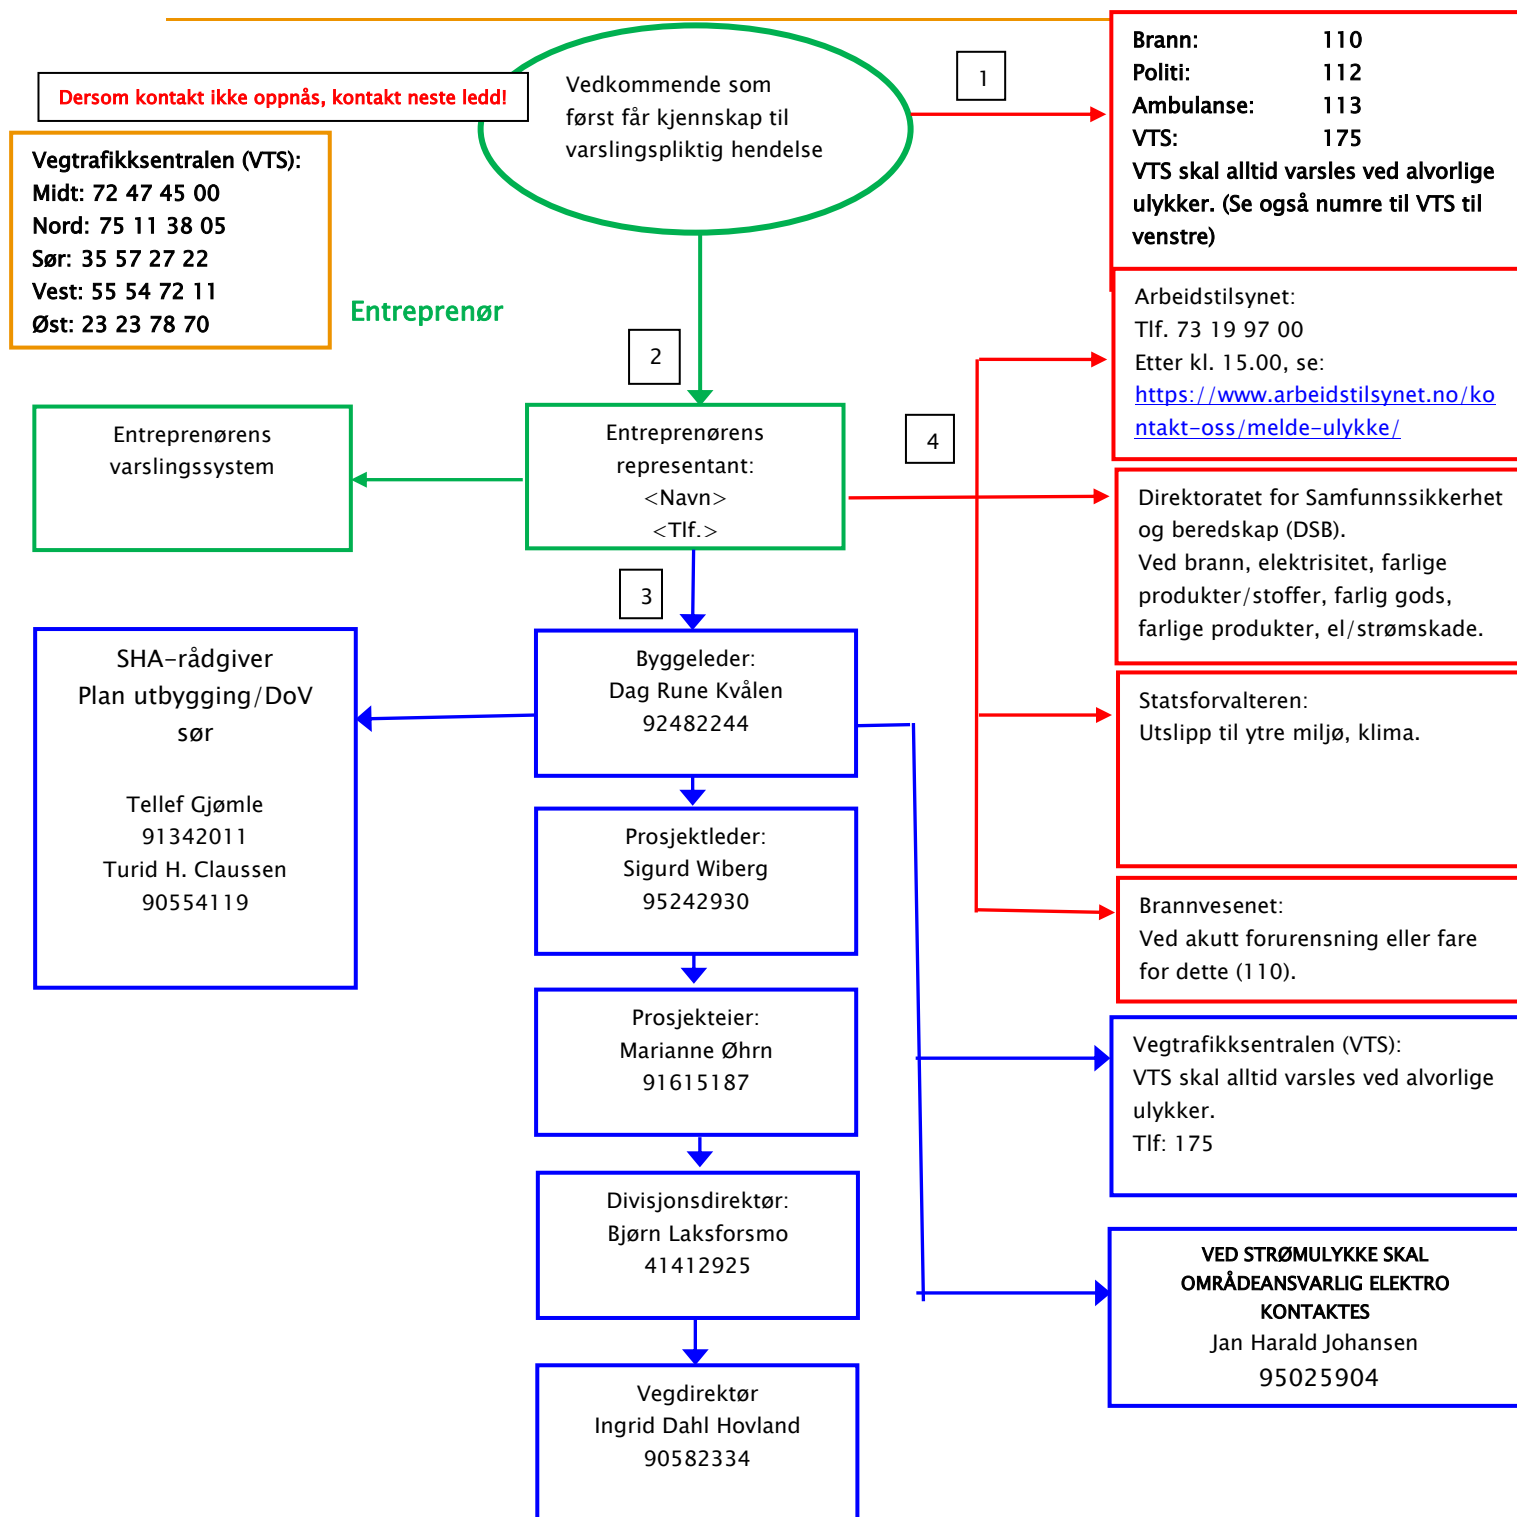 Dersom kontakt ikke oppnås, kontakt neste ledd!
Vedkommende som
først får kjennskap til
varslingspliktig hendelse
1
Brann: 110
Politi: 112
Ambulanse: 113
VTS: 175
VTS skal alltid varsles ved alvorlige
ulykker. (Se også numre til VTS til
venstre)
Vegtrafikksentralen (VTS):
Midt: 72 47 45 00
Nord: 75 11 38 05
Sør: 35 57 27 22
Vest: 55 54 72 11
Øst: 23 23 78 70
Entreprenør
2
Arbeidstilsynet:
Tlf. 73 19 97 00
Etter kl. 15.00, se:
https://www.arbeidstilsynet.no/ko
ntakt-oss/melde-ulykke/
Entreprenørens
varslingssystem
Entreprenørens
representant:
<Navn>
<Tlf.>
4
Direktoratet for Samfunnssikkerhet
og beredskap (DSB).
Ved brann, elektrisitet, farlige
produkter/stoffer, farlig gods,
farlige produkter, el/strømskade.
3
SHA-rådgiver
Plan utbygging/DoV
sør
Tellef Gjømle
91342011
Turid H. Claussen
90554119
Byggeleder:
Dag Rune Kvålen
92482244
Statsforvalteren:
Utslipp til ytre miljø, klima.
Prosjektleder:
Sigurd Wiberg
95242930
Brannvesenet:
Ved akutt forurensning eller fare
for dette (110).
Prosjekteier:
Marianne Øhrn
91615187
Vegtrafikksentralen (VTS):
VTS skal alltid varsles ved alvorlige
ulykker.
Tlf: 175
Divisjonsdirektør:
Bjørn Laksforsmo
41412925
VED STRØMULYKKE SKAL
OMRÅDEANSVARLIG ELEKTRO
KONTAKTES
Jan Harald Johansen
95025904
Vegdirektør
Ingrid Dahl Hovland
90582334